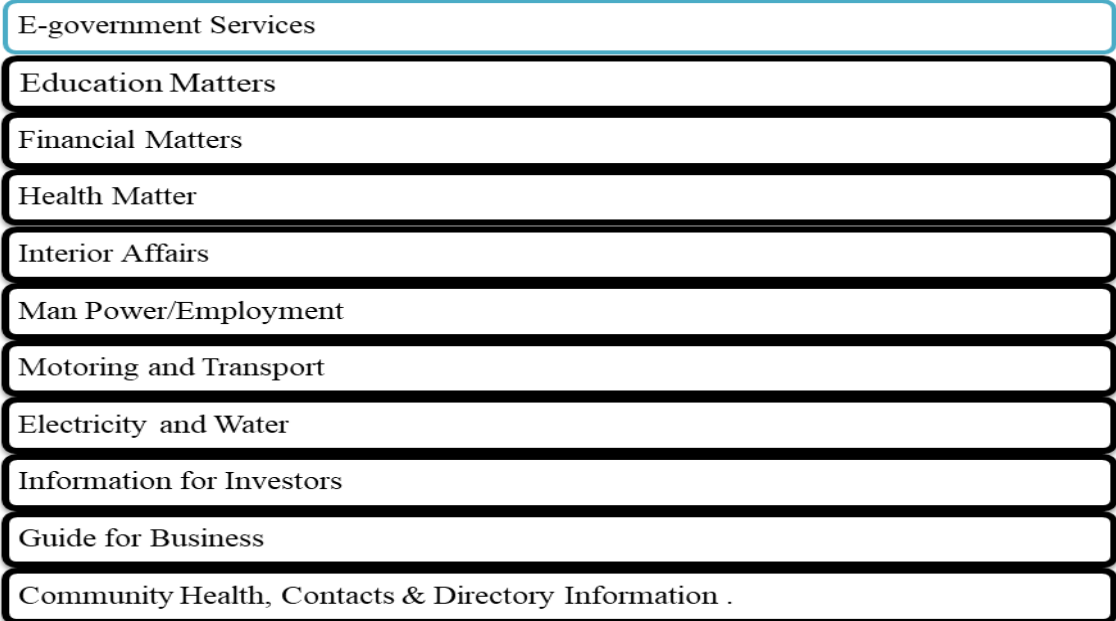 E-government Services
Education Matters
Financial Matters
Health Matter
Interior Affairs
Man Power/Employment
Motoring and Transport
Electricity and Water
Information for Investors
Guide for Business
Community Health, Contacts & Directory Information .